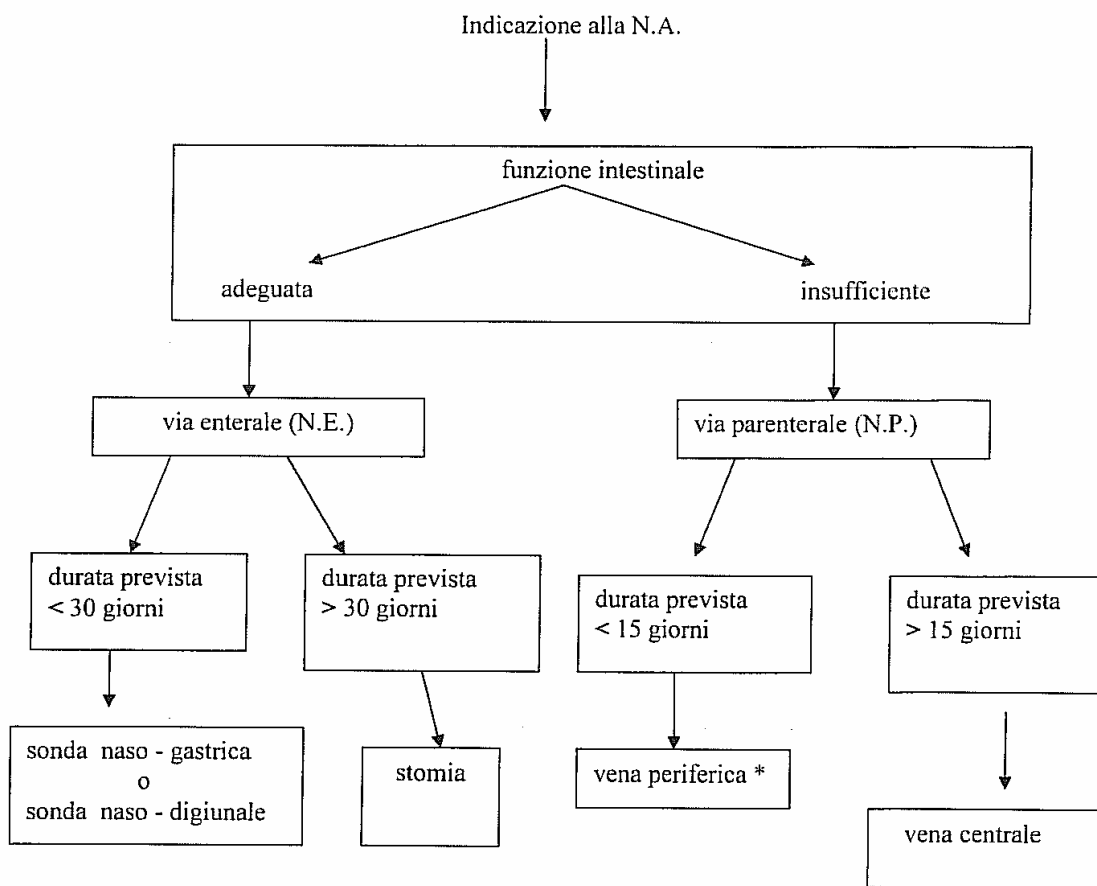 Indicazione alla N.A.
funzione intestinale
adeguata
insufficiente
via enterale (N.E.)
via parenterale (N.P.)
durata prevista
< 30 giorni
durata prevista
> 30 giorni
durata prevista
< 15 giorni
durata prevista
> 15 giorni
sonda naso - gastrica
o
sonda naso - digiunale
stomia
vena periferica *
vena centrale